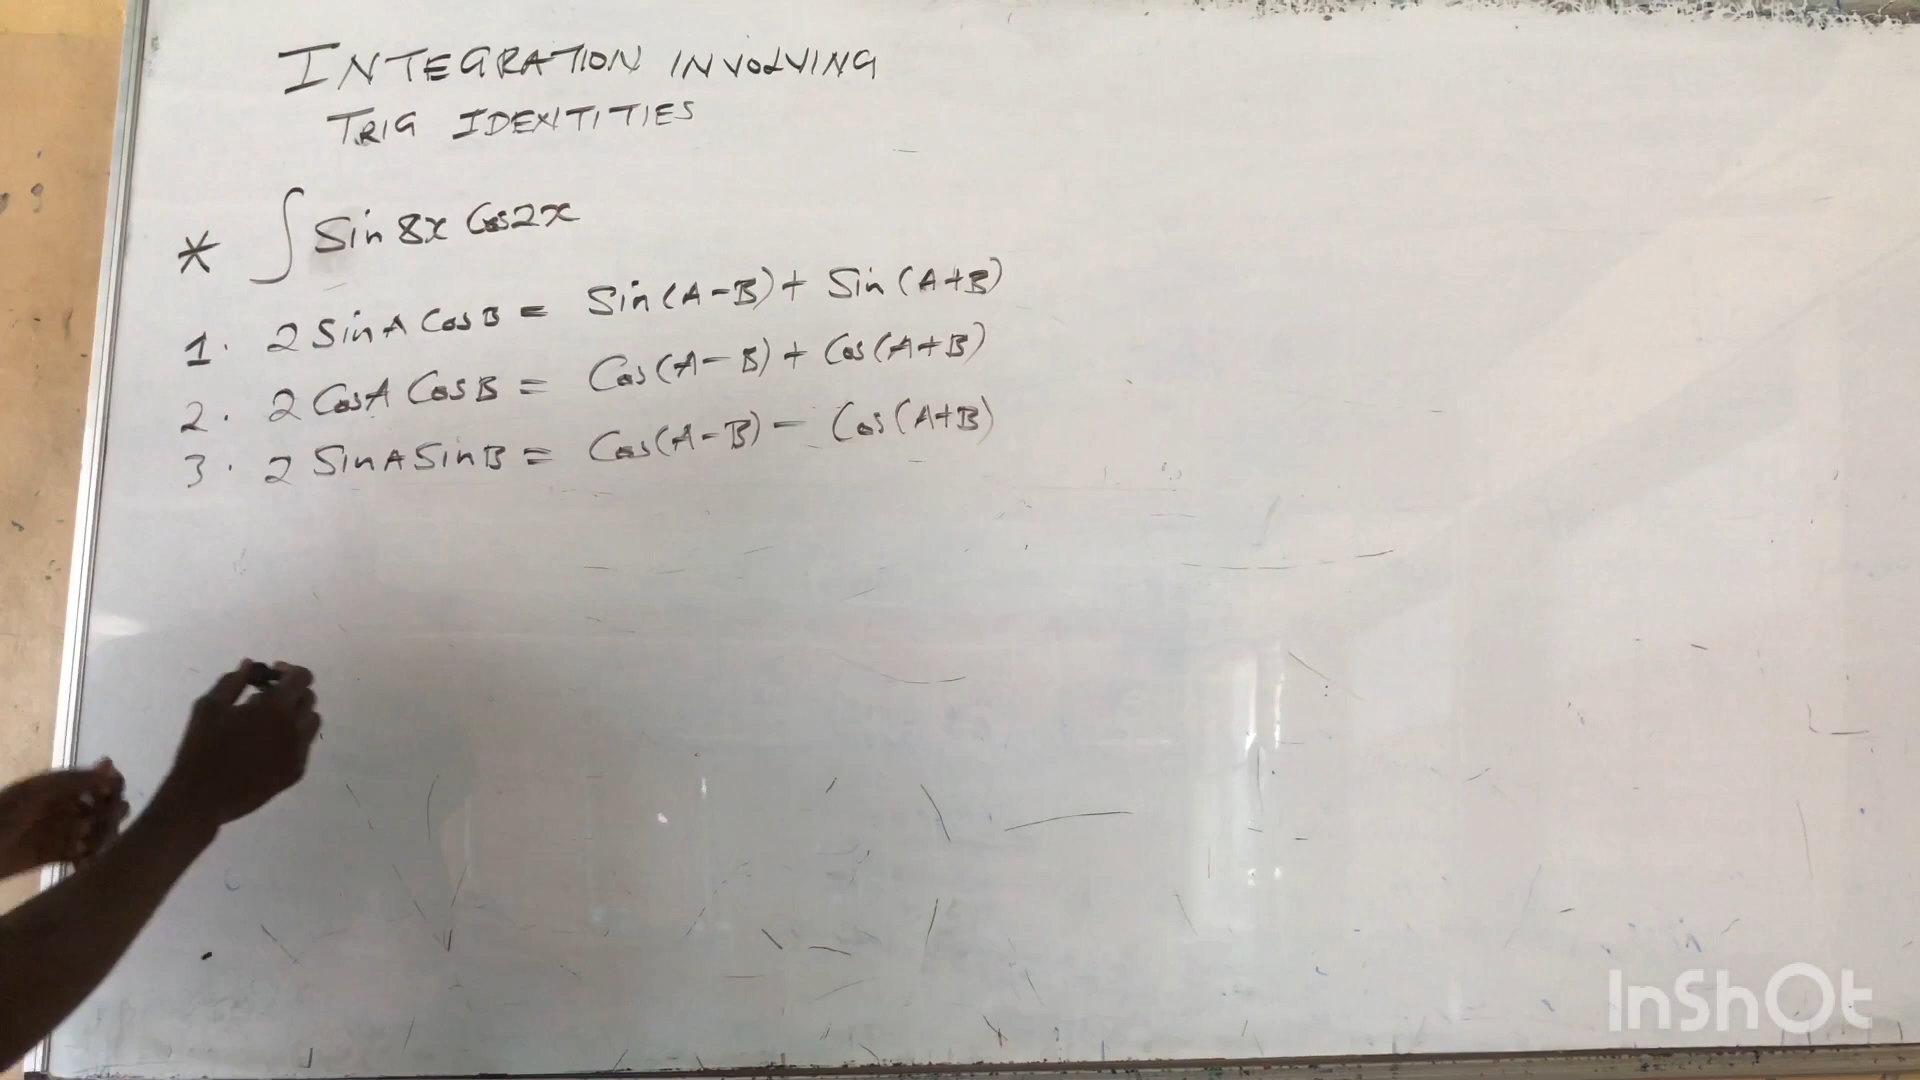 INTEGRATION INVOLVING
TRIG IDENTITIES
* ∫ Sin 8x Cos2x
1. 2 Sin A Cos B = Sin (A-B) + Sin (A+B)
2. 2 Cos A Cos B = Cos (A-B) + Cos (A+B)
3. 2 Sin A Sin B = Cos (A-B) - Cos (A+B)
InShOt